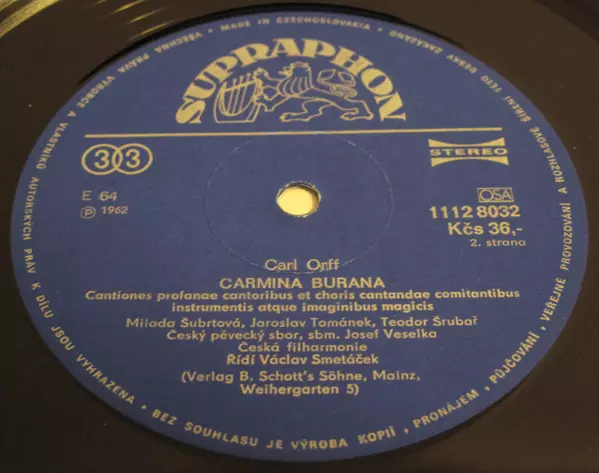 SUPRAPHON
33
STEREO
E 64
Ⓟ 1962
OSA
1112 8032
Kčs 36,-
2. strana
Carl Orff
CARMINA BURANA
Cantiones profanae cantoribus et choris cantandae comitantibus
instrumentis atque imaginibus magicis
Miloda Šubrtová, Jaroslav Tománek, Teodor Šrubař
Český pěvecký sbor, sbm. Josef Veselka
Česká filharmonie
Řídí Václav Smetáček
(Verlag B. Schott's Söhne, Mainz,
Weihergarten 5)
MADE IN CZECHOSLOVAKIA • VŠECHNA PRÁVA VÝROBCE A VLASTNÍKŮ AUTORSKÝCH PRÁV K DÍLU JSOU VYHRAZENA • BEZ SOUHLASU JE VÝROBA KOPIÍ, PRONÁJEM, PŮJČOVÁNÍ, VEŘEJNÉ PROVOZOVÁNÍ A ROZHLASOVÉ ŠÍŘENÍ TÉTO DESKY ZAKÁZÁNO •